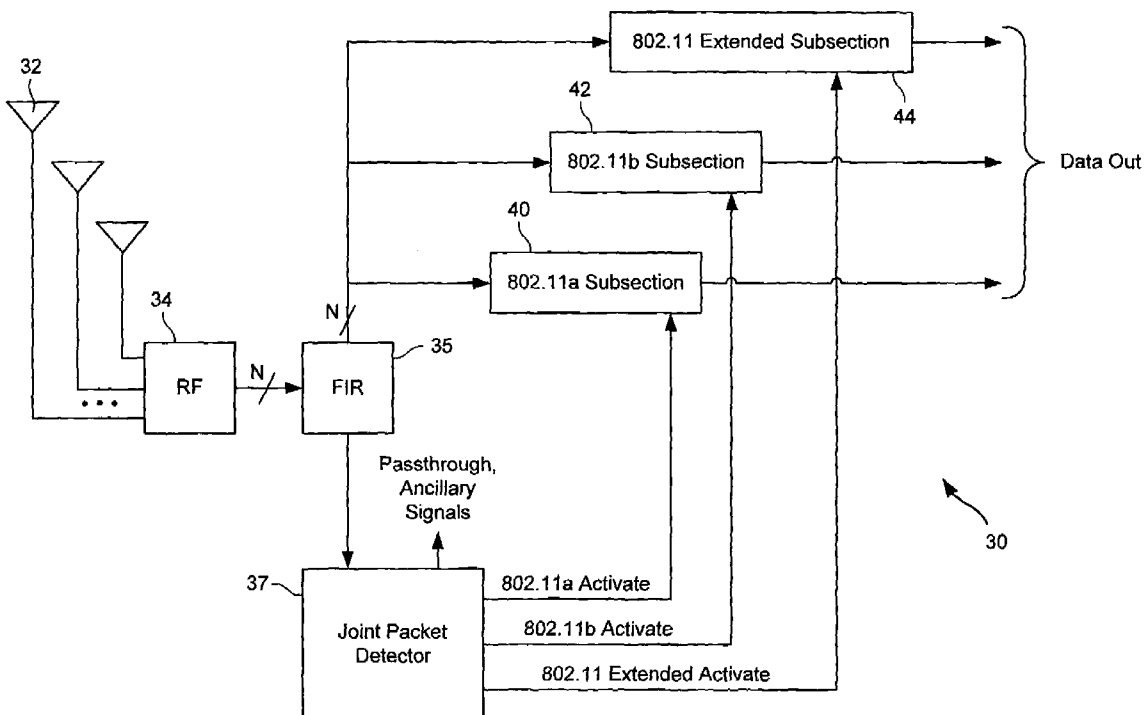 802.11 Extended Subsection
32
42
44
802.11b Subsection
Data Out
40
802.11a Subsection
34
N
35
RF
N
FIR
Passthrough,
Ancillary
Signals
30
37
802.11a Activate
Joint Packet
Detector
802.11b Activate
802.11 Extended Activate